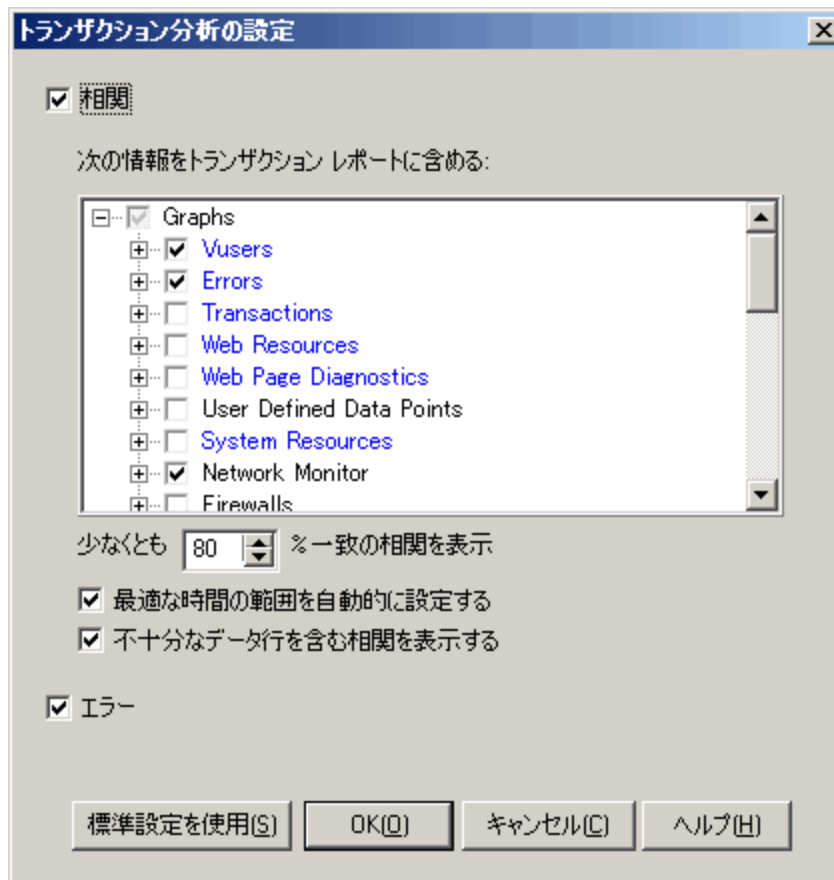 トランザクション分析の設定
相関
次の情報をトランザクション レポートに含める:
Graphs
Vusers
Errors
Transactions
Web Resources
Web Page Diagnostics
User Defined Data Points
System Resources
Network Monitor
Firewalls
少なくとも 80 %一致の相関を表示
最適な時間の範囲を自動的に設定する
不十分なデータ行を含む相関を表示する
エラー
標準設定を使用(S) OK(O) キャンセル(C) ヘルプ(H)